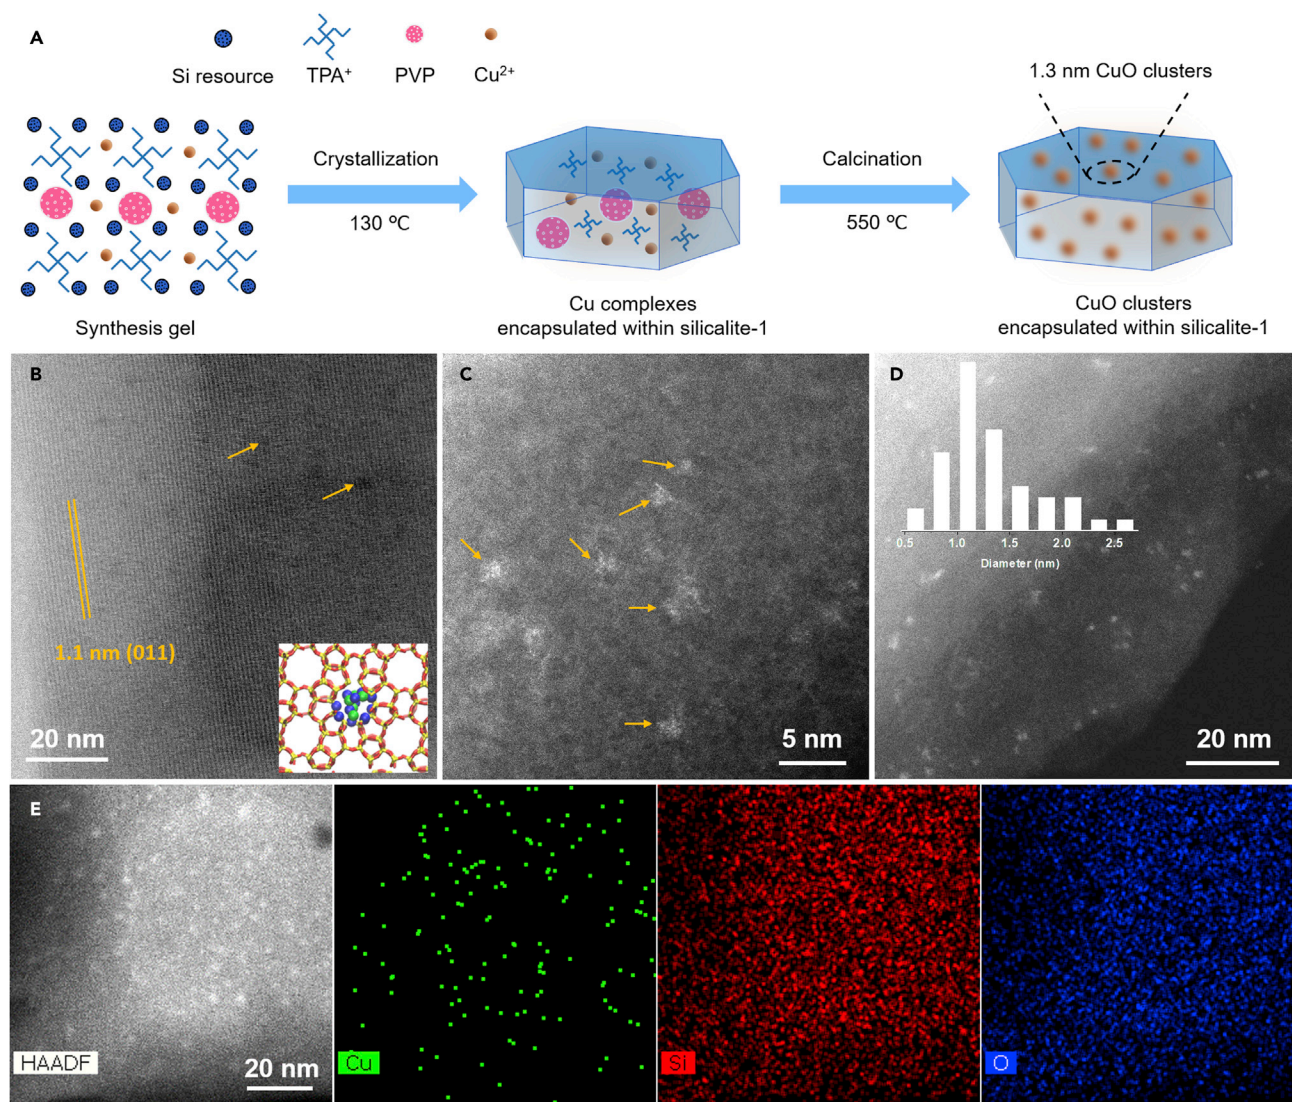 A
Si resource
TPA⁺
PVP
Cu²⁺
1.3 nm CuO clusters
Crystallization
130 ºC
Calcination
550 ºC
Synthesis gel
Cu complexes
encapsulated within silicalite-1
CuO clusters
encapsulated within silicalite-1
B
1.1 nm (011)
20 nm
C
5 nm
D
0.5 1.0 1.5 2.0 2.5
Diameter (nm)
20 nm
E
HAADF
20 nm
Cu
Si
O